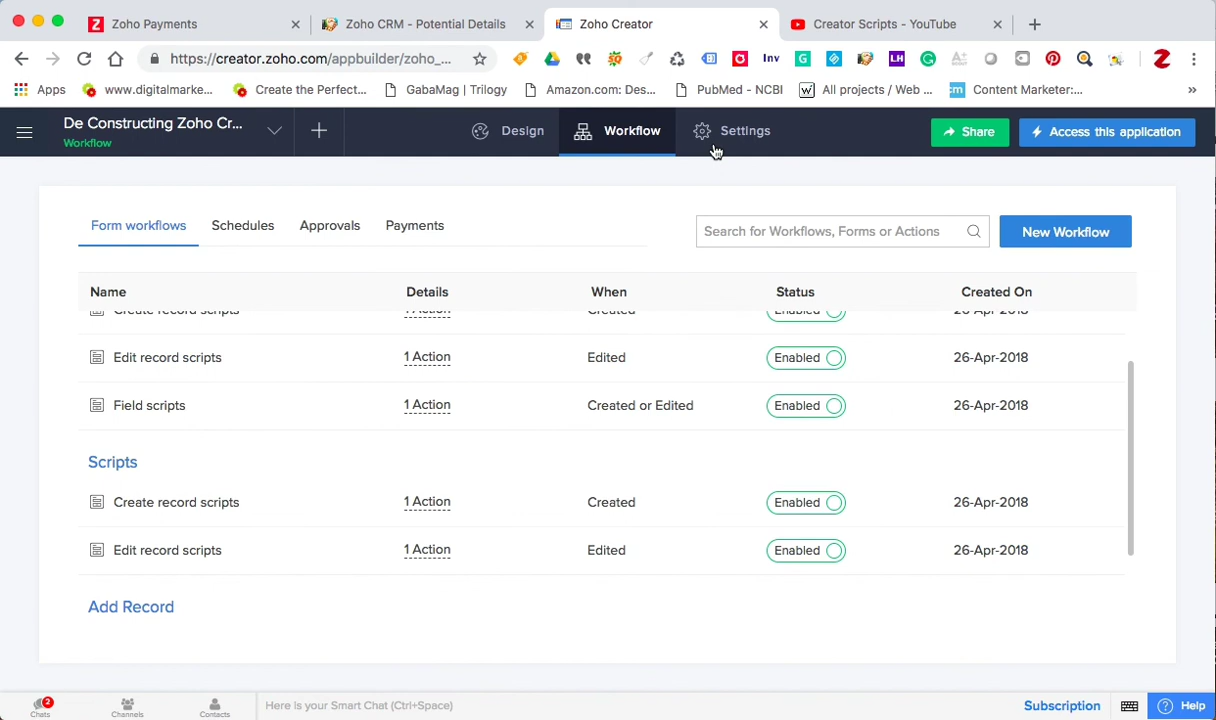 Zoho Payments
Zoho CRM - Potential Details
Zoho Creator
Creator Scripts - YouTube
https://creator.zoho.com/appbuilder/zoho_...
Inv
LH
Apps
www.digitalmarke...
Create the Perfect...
GabaMag | Trilogy
Amazon.com: Des...
PubMed - NCBI
All projects / Web ...
cm
Content Marketer:...
»
De Constructing Zoho Cr...
Workflow
Design
Workflow
Settings
Share
Access this application
Form workflows
Schedules
Approvals
Payments
Search for Workflows, Forms or Actions
New Workflow
Name
Details
When
Status
Created On
Create record scripts
1 Action
Created
Enabled
26-Apr-2018
Edit record scripts
1 Action
Edited
Enabled
26-Apr-2018
Field scripts
1 Action
Created or Edited
Enabled
26-Apr-2018
Scripts
Create record scripts
1 Action
Created
Enabled
26-Apr-2018
Edit record scripts
1 Action
Edited
Enabled
26-Apr-2018
Add Record
2
Chats
Channels
Contacts
Here is your Smart Chat (Ctrl+Space)
Subscription
Help